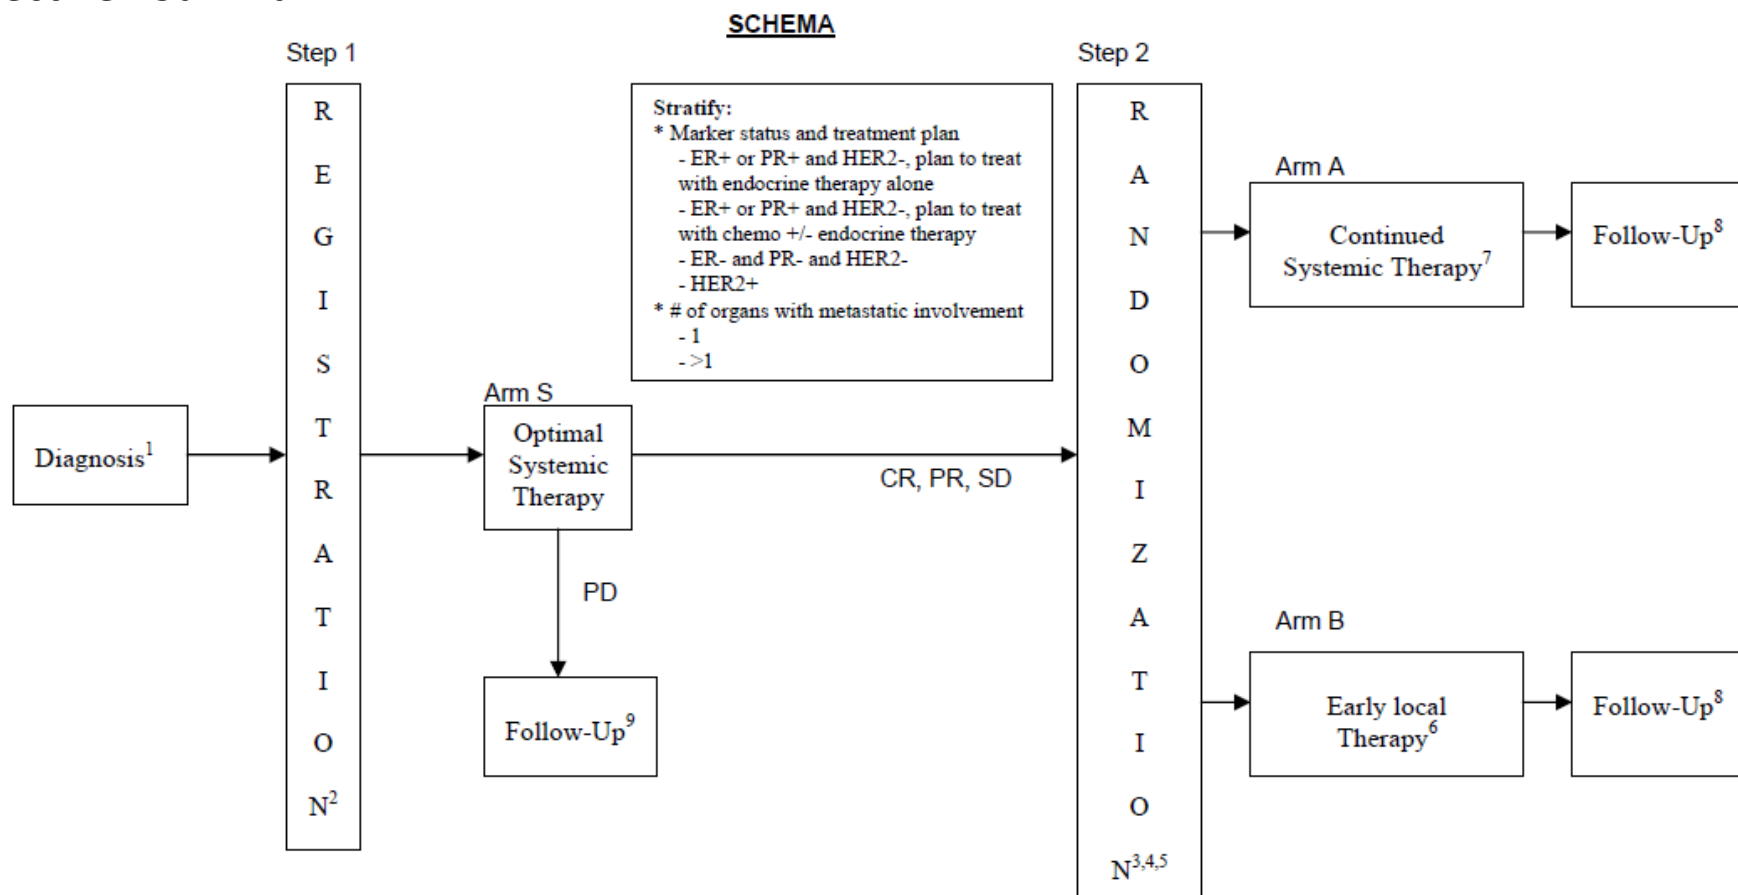 SCHEMA
Step 1
Step 2
R
E
G
I
S
T
R
A
T
I
O
N2
Stratify:
* Marker status and treatment plan
- ER+ or PR+ and HER2-, plan to treat
with endocrine therapy alone
- ER+ or PR+ and HER2-, plan to treat
with chemo +/- endocrine therapy
- ER- and PR- and HER2-
- HER2+
* # of organs with metastatic involvement
- 1
- >1
R
A
N
D
O
M
I
Z
A
T
I
O
N3,4,5
Diagnosis1
Arm S
Optimal
Systemic
Therapy
CR, PR, SD
PD
Follow-Up9
Arm A
Continued
Systemic Therapy7
Follow-Up8
Arm B
Early local
Therapy6
Follow-Up8